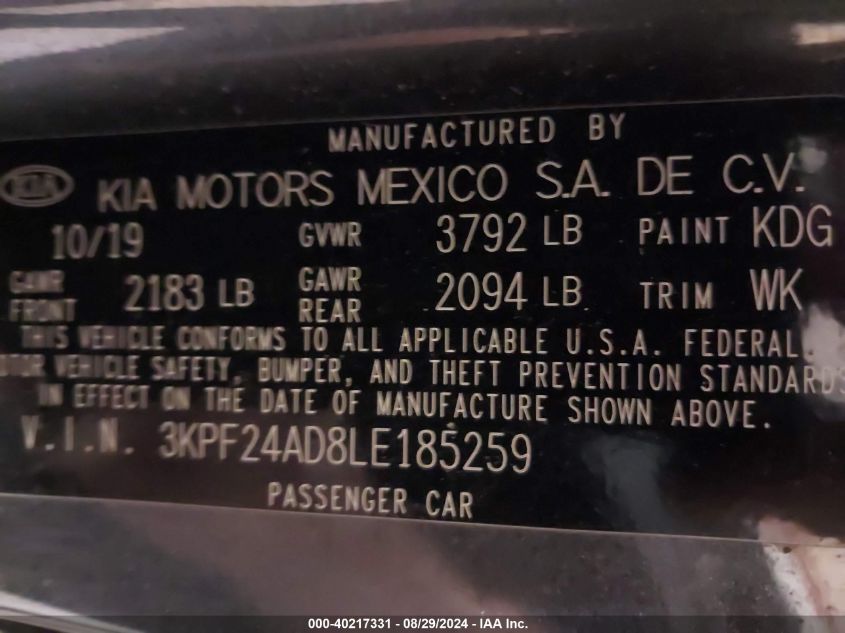 MANUFACTURED BY
KIA KIA MOTORS MEXICO S.A. DE C.V.
10/19 GVWR 3792 LB PAINT KDG
GAWR FRONT 2183 LB GAWR REAR 2094 LB TRIM WK
THIS VEHICLE CONFORMS TO ALL APPLICABLE U.S.A. FEDERAL
VEHICLE SAFETY, BUMPER, AND THEFT PREVENTION STANDARDS
IN EFFECT ON THE DATE OF MANUFACTURE SHOWN ABOVE.
V.I.N. 3KPF24AD8LE185259
PASSENGER CAR
000-40217331 - 08/29/2024 - IAA Inc.